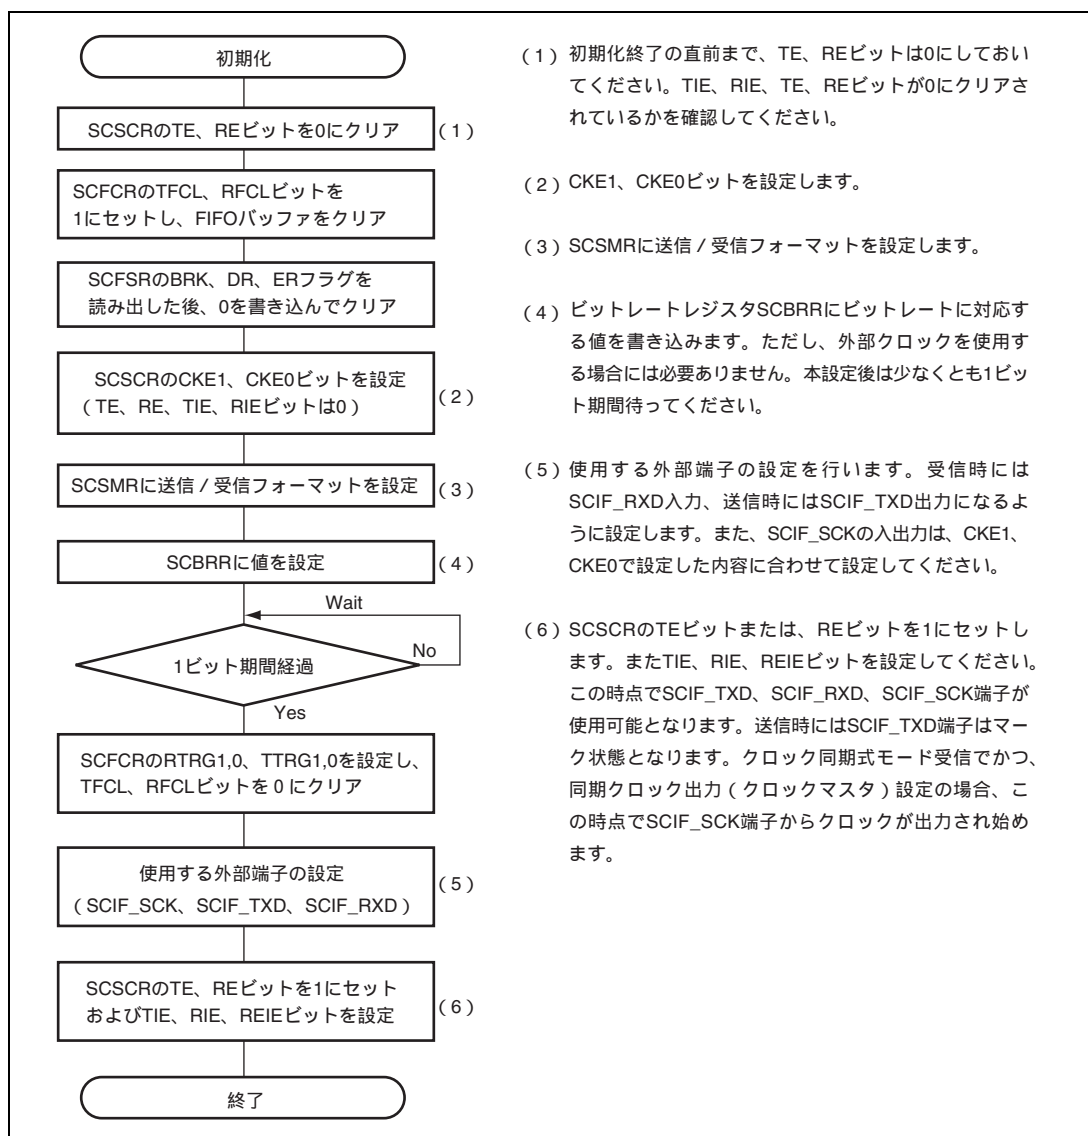 初期化
SCSCRのTE、REビットを0にクリア
(1)
SCFCRのTFCL、RFCLビットを
1にセットし、FIFOバッファをクリア
SCFSRのBRK、DR、ERフラグを
読み出した後、0を書き込んでクリア
SCSCRのCKE1、CKE0ビットを設定
(TE、RE、TIE、RIEビットは0)
(2)
SCSMRに送信/受信フォーマットを設定
(3)
SCBRRに値を設定
(4)
Wait
1ビット期間経過
No
Yes
SCFCRのRTRG1,0、TTRG1,0を設定し、
TFCL、RFCLビットを0にクリア
使用する外部端子の設定
(SCIF_SCK、SCIF_TXD、SCIF_RXD)
(5)
SCSCRのTE、REビットを1にセット
およびTIE、RIE、REIEビットを設定
(6)
終了
(1)初期化終了の直前まで、TE、REビットは0にしておい
てください。TIE、RIE、TE、REビットが0にクリアさ
れているかを確認してください。
(2)CKE1、CKE0ビットを設定します。
(3)SCSMRに送信/受信フォーマットを設定します。
(4)ビットレートレジスタSCBRRにビットレートに対応す
る値を書き込みます。ただし、外部クロックを使用す
る場合には必要ありません。本設定後は少なくとも1ビッ
ト期間待ってください。
(5)使用する外部端子の設定を行います。受信時には
SCIF_RXD入力、送信時にはSCIF_TXD出力になるよ
うに設定します。また、SCIF_SCKの入出力は、CKE1、
CKE0で設定した内容に合わせて設定してください。
(6)SCSCRのTEビットまたは、REビットを1にセットし
ます。またTIE、RIE、REIEビットを設定してください。
この時点でSCIF_TXD、SCIF_RXD、SCIF_SCK端子が
使用可能となります。送信時にはSCIF_TXD端子はマー
ク状態となります。クロック同期式モード受信でかつ、
同期クロック出力(クロックマスタ)設定の場合、こ
の時点でSCIF_SCK端子からクロックが出力され始め
ます。